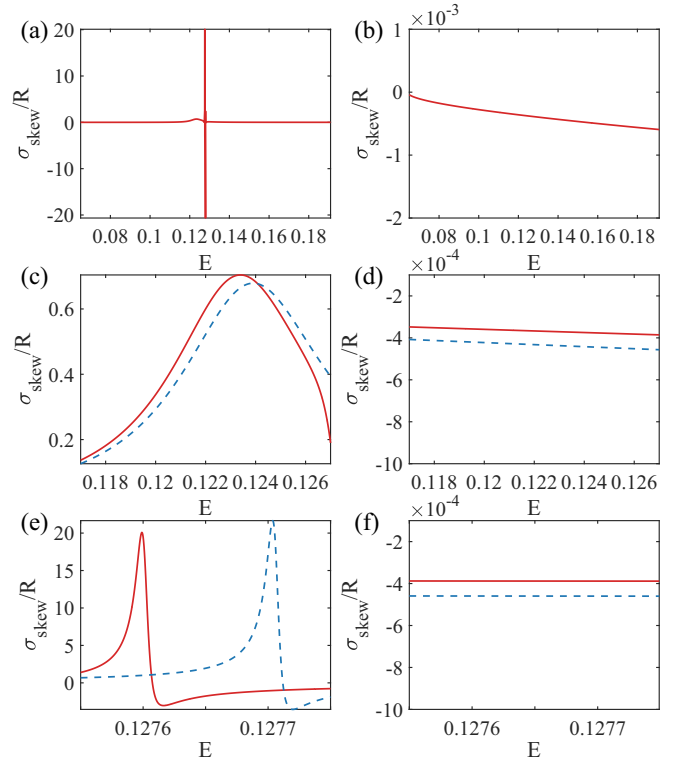 (a)
20
10
0
-10
-20
σskew/R
0.08 0.1 0.12 0.14 0.16 0.18
E
(b)
×10-3
1
0
-1
-2
σskew/R
0.08 0.1 0.12 0.14 0.16 0.18
E
(c)
0.6
0.4
0.2
σskew/R
0.118 0.12 0.122 0.124 0.126
E
(d)
×10-4
-2
-4
-6
-8
-10
σskew/R
0.118 0.12 0.122 0.124 0.126
E
(e)
20
15
10
5
0
σskew/R
0.1276 0.1277
E
(f)
×10-4
-2
-4
-6
-8
-10
σskew/R
0.1276 0.1277
E